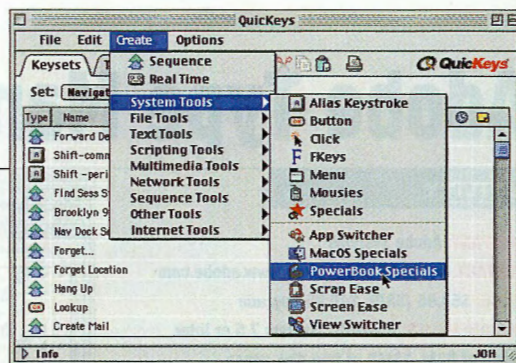 QuicKeys
File Edit Create Options
Keysets
QuicKeys
Sequence
Real Time
Set: Navigat
System Tools
File Tools
Text Tools
Scripting Tools
Multimedia Tools
Network Tools
Sequence Tools
Other Tools
Internet Tools
Alias Keystroke
Button
Click
FKeys
Menu
Mousies
Specials
App Switcher
MacOS Specials
PowerBook Specials
Scrap Ease
Screen Ease
View Switcher
Type Name
Forward De
Shift-comm
Shift-peri
Find Sess S
Brooklyn 9
Nav Dock Se
Forget...
Forget Location
Hang Up
Lookup
Create Mail
Info
JOH